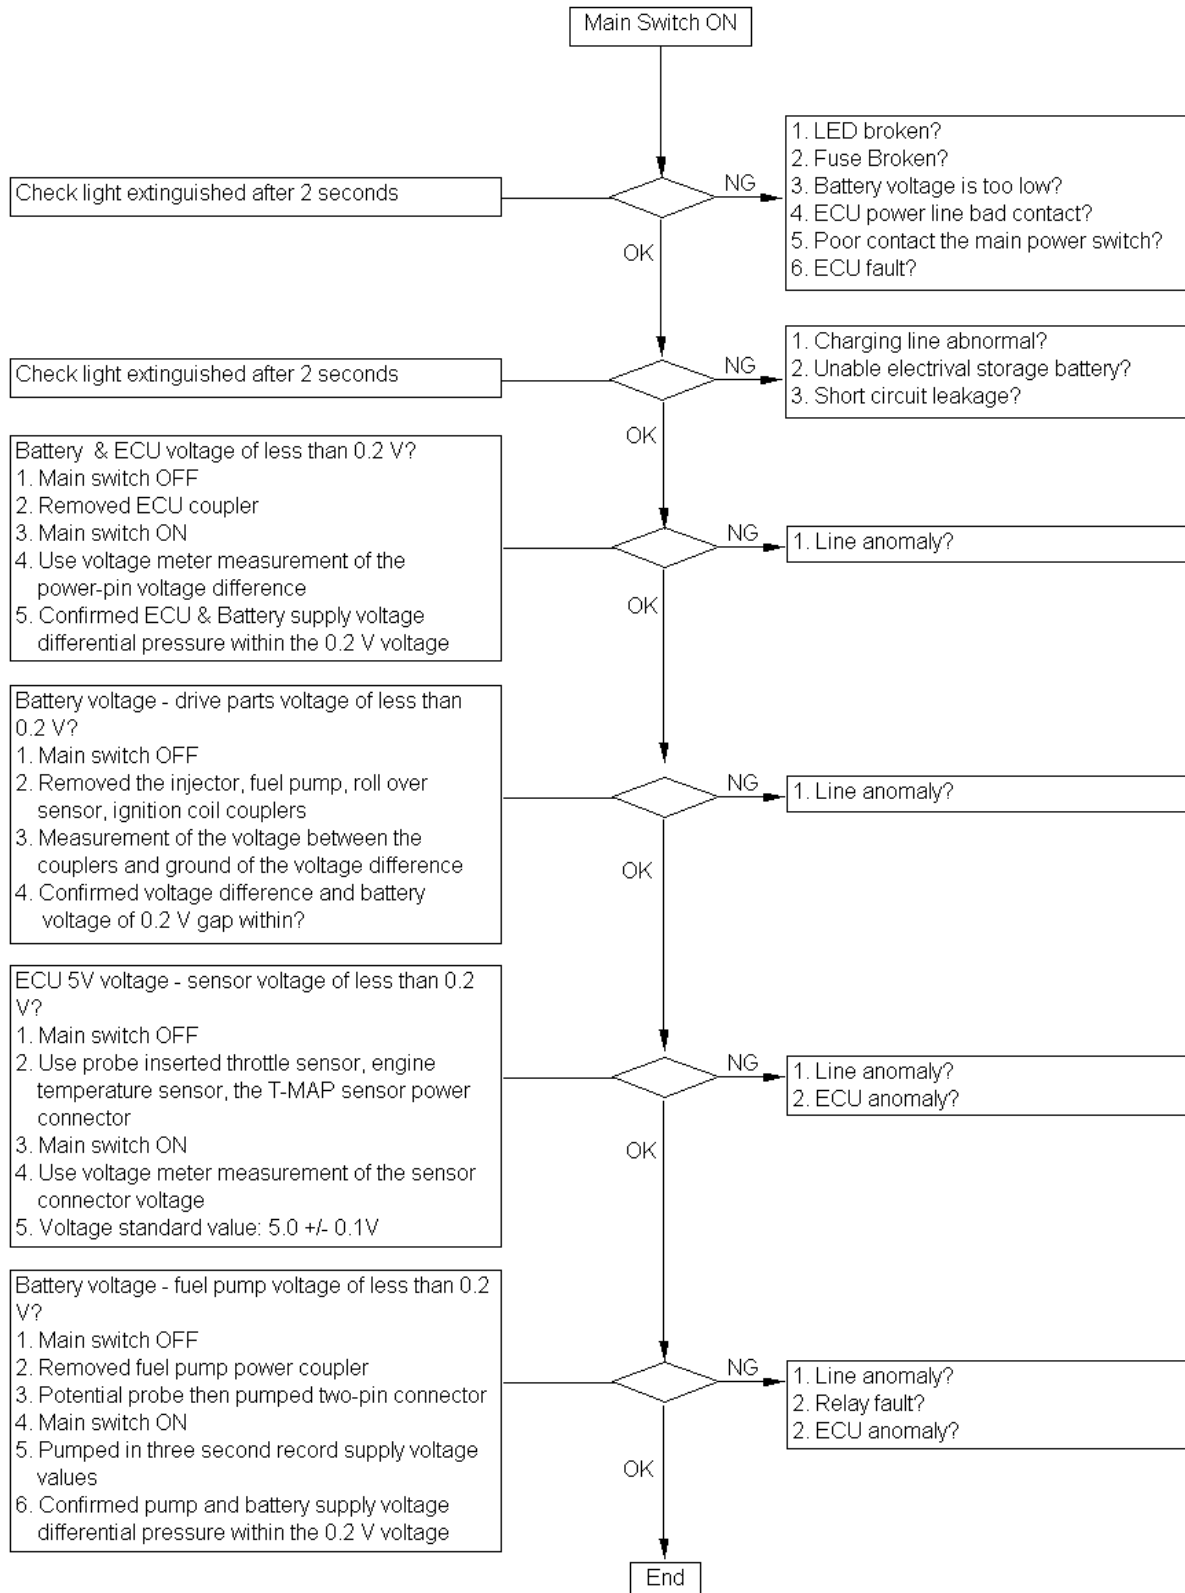 Main Switch ON
Check light extinguished after 2 seconds
NG
1. LED broken?
2. Fuse Broken?
3. Battery voltage is too low?
4. ECU power line bad contact?
5. Poor contact the main power switch?
6. ECU fault?
OK
Check light extinguished after 2 seconds
NG
1. Charging line abnormal?
2. Unable electrival storage battery?
3. Short circuit leakage?
OK
Battery & ECU voltage of less than 0.2 V?
1. Main switch OFF
2. Removed ECU coupler
3. Main switch ON
4. Use voltage meter measurement of the
power-pin voltage difference
5. Confirmed ECU & Battery supply voltage
differential pressure within the 0.2 V voltage
NG
1. Line anomaly?
OK
Battery voltage - drive parts voltage of less than
0.2 V?
1. Main switch OFF
2. Removed the injector, fuel pump, roll over
sensor, ignition coil couplers
3. Measurement of the voltage between the
couplers and ground of the voltage difference
4. Confirmed voltage difference and battery
voltage of 0.2 V gap within?
NG
1. Line anomaly?
OK
ECU 5V voltage - sensor voltage of less than 0.2
V?
1. Main switch OFF
2. Use probe inserted throttle sensor, engine
temperature sensor, the T-MAP sensor power
connector
3. Main switch ON
4. Use voltage meter measurement of the sensor
connector voltage
5. Voltage standard value: 5.0 +/- 0.1V
NG
1. Line anomaly?
2. ECU anomaly?
OK
Battery voltage - fuel pump voltage of less than 0.2
V?
1. Main switch OFF
2. Removed fuel pump power coupler
3. Potential probe then pumped two-pin connector
4. Main switch ON
5. Pumped in three second record supply voltage
values
6. Confirmed pump and battery supply voltage
differential pressure within the 0.2 V voltage
NG
1. Line anomaly?
2. Relay fault?
2. ECU anomaly?
OK
End